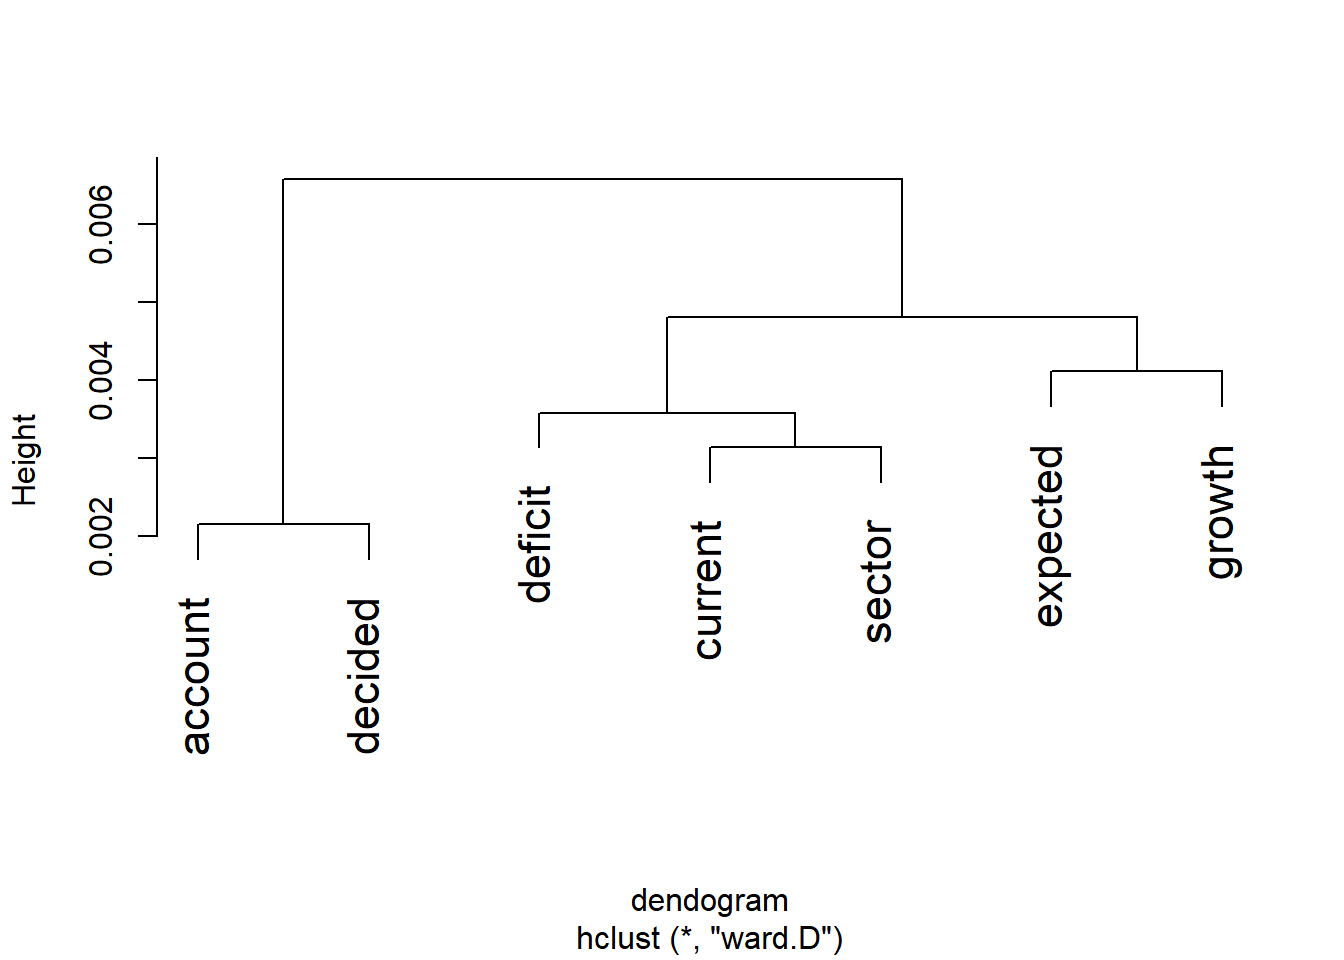 Height
0.006
0.004
0.002
account
decided
deficit
current
sector
expected
growth
dendogram
hclust (*, "ward.D")